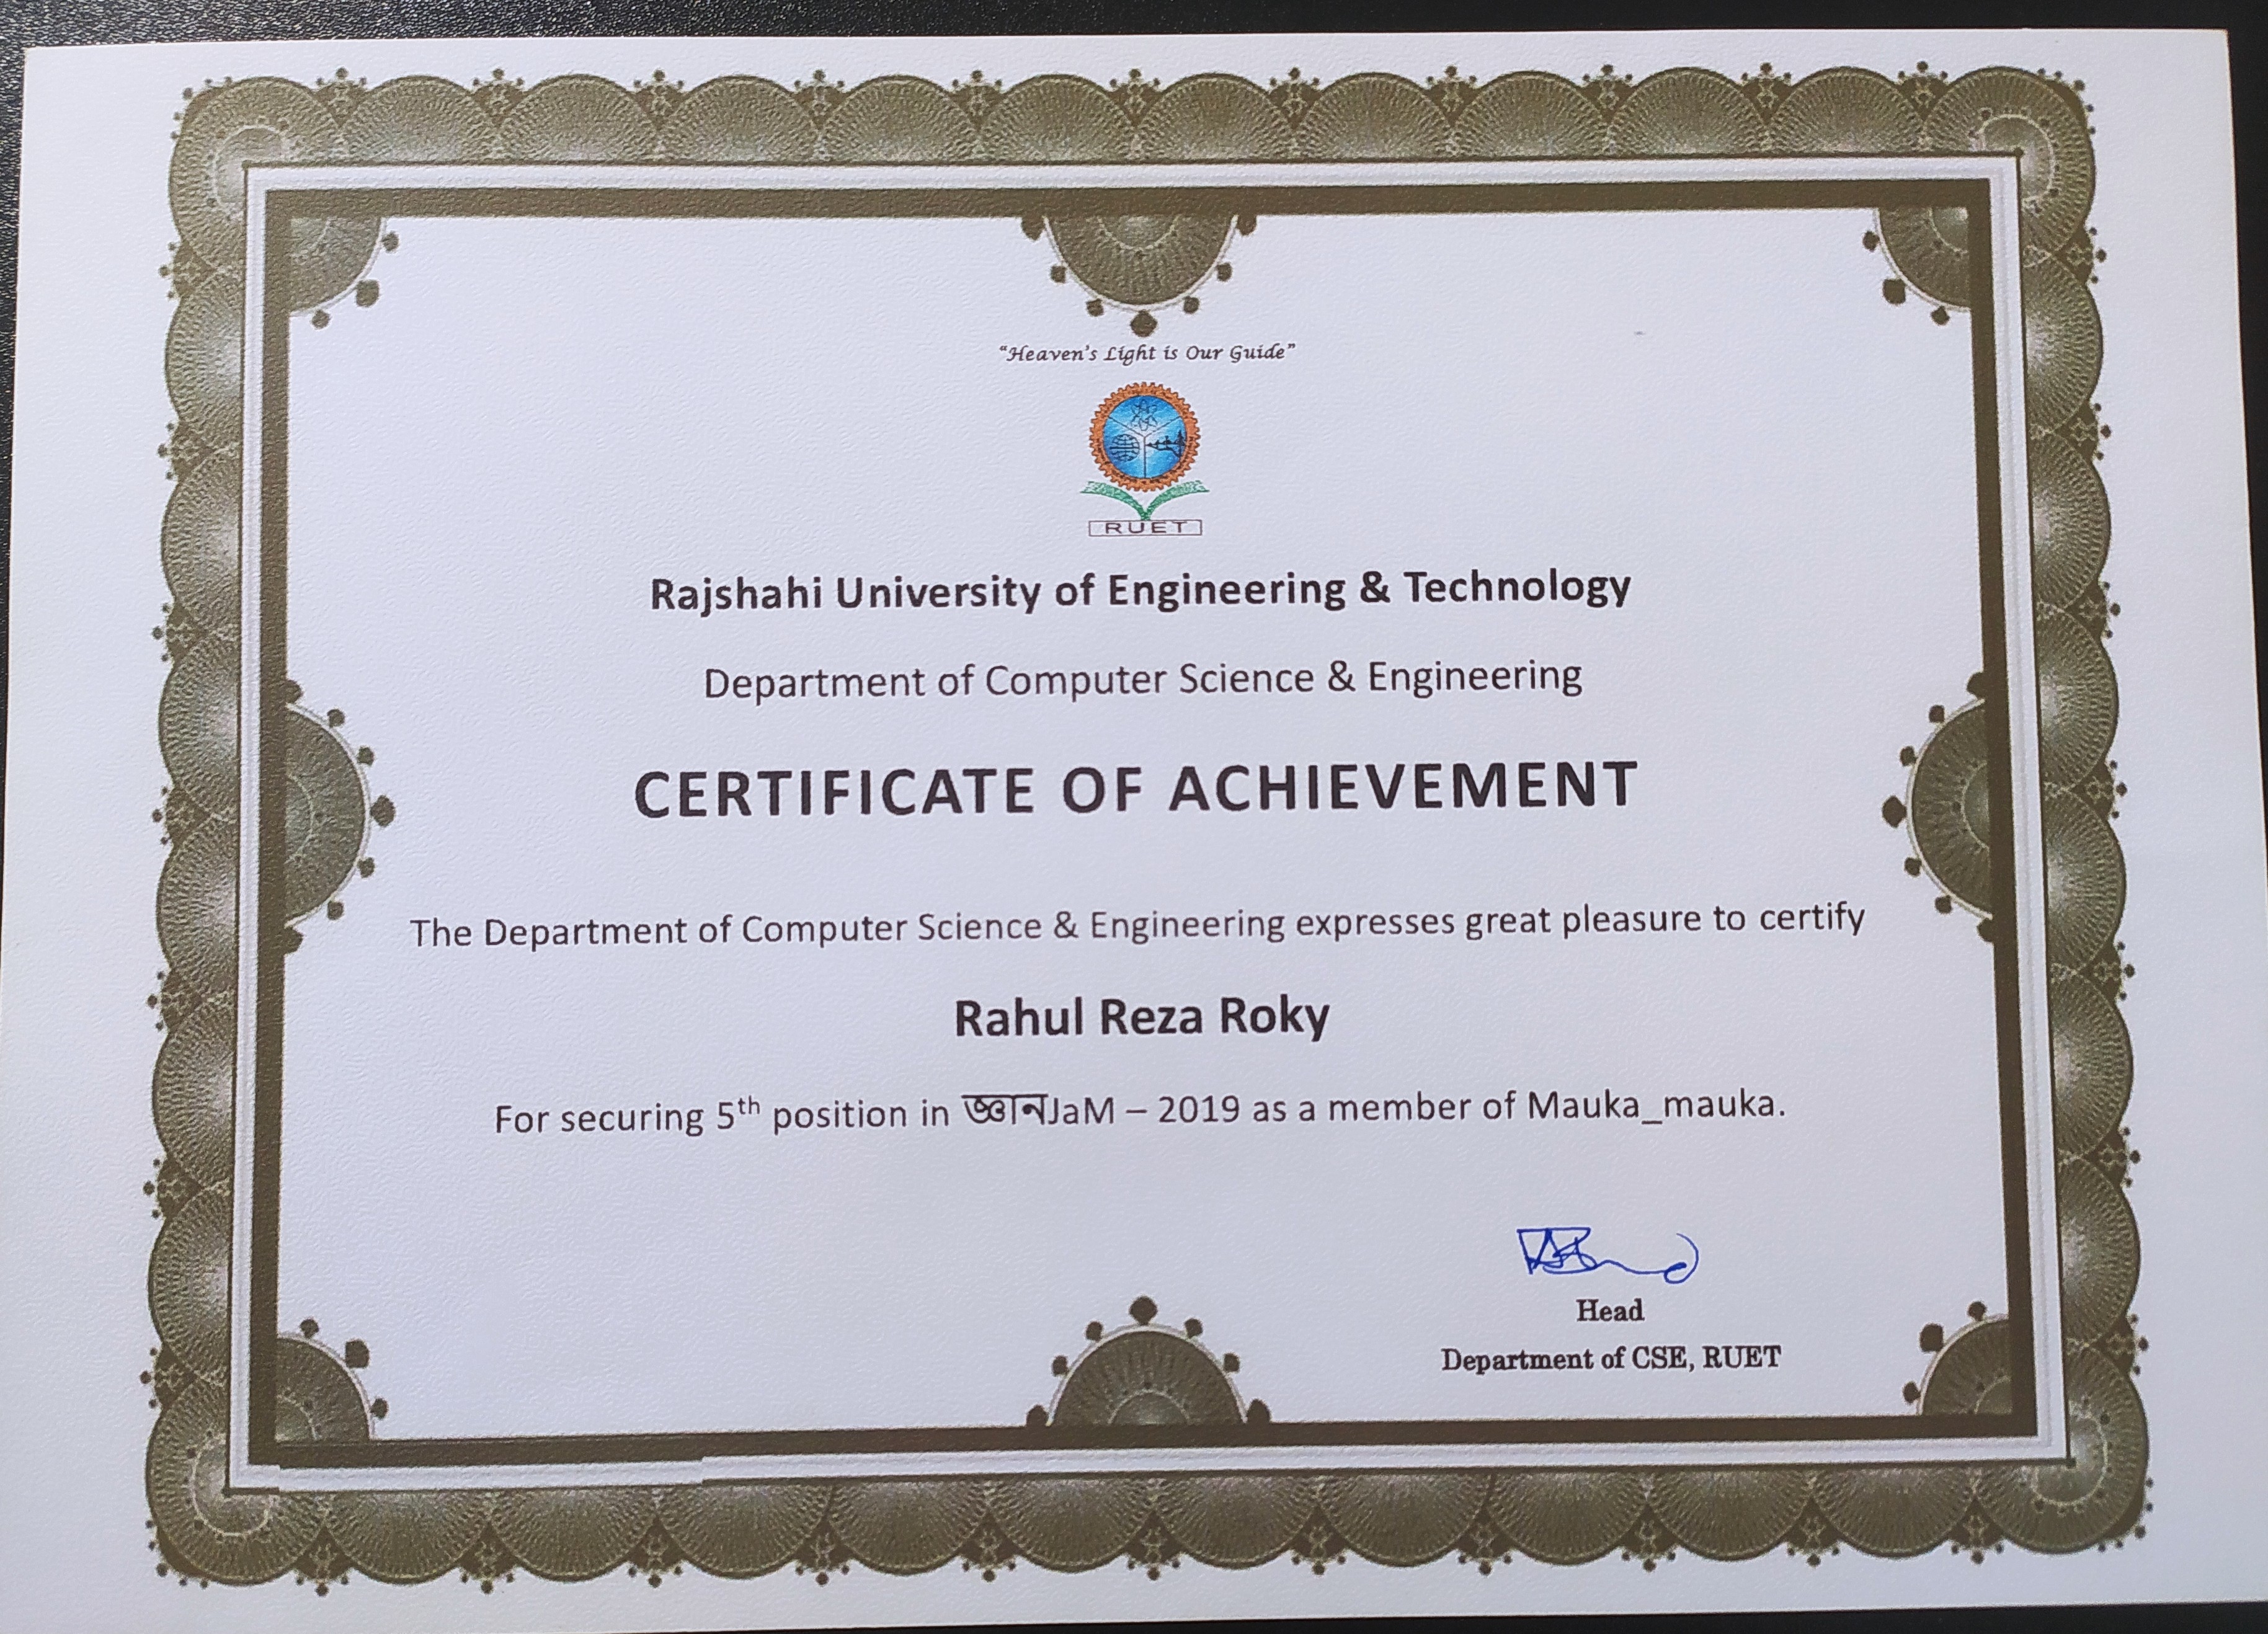 “Heaven’s Light is Our Guide”
RUET
Rajshahi University of Engineering & Technology
Department of Computer Science & Engineering
CERTIFICATE OF ACHIEVEMENT
The Department of Computer Science & Engineering expresses great pleasure to certify
Rahul Reza Roky
For securing 5th position in জ্ঞানJaM – 2019 as a member of Mauka_mauka.
Head
Department of CSE, RUET